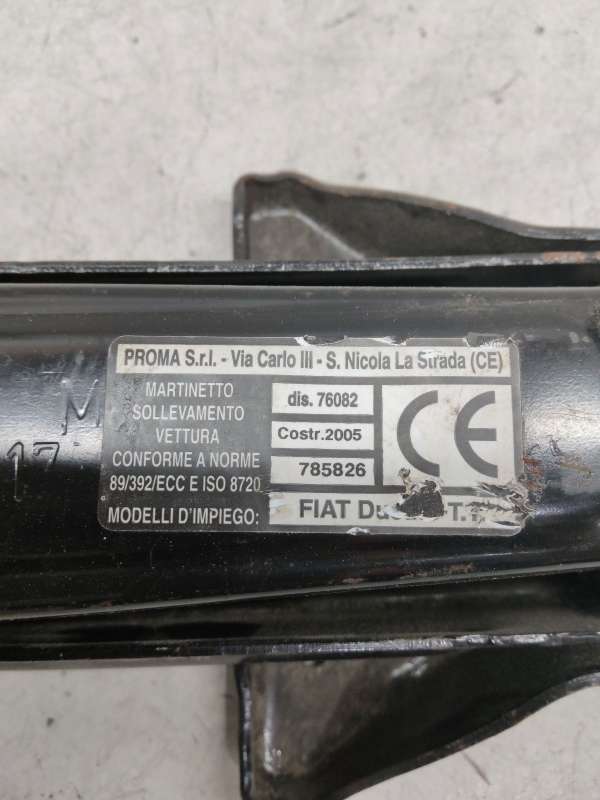 PROMA S.r.l. - Via Carlo III - S. Nicola La Strada (CE)
MARTINETTO
SOLLEVAMENTO
VETTURA
CONFORME A NORME
89/392/ECC E ISO 8720
dis. 76082
Costr.2005
785826
CE
MODELLI D'IMPIEGO: FIAT
M
17